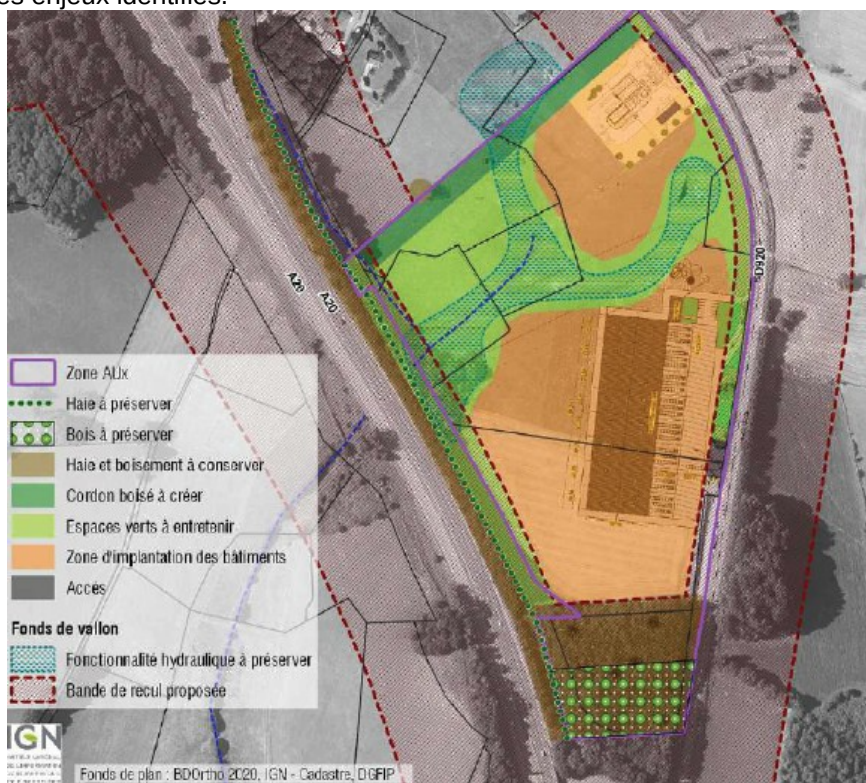 es enjeux identifiés.
A20
A20
D920
Zone AUx
Haie à préserver
Bois à préserver
Haie et boisement à conserver
Cordon boisé à créer
Espaces verts à entretenir
Zone d'implantation des bâtiments
Accès
Fonds de vallon
Fonctionnalité hydraulique à préserver
Bande de recul proposée
IGN
Fonds de plan : BDOrtho 2020, IGN - Cadastre, DGFIP